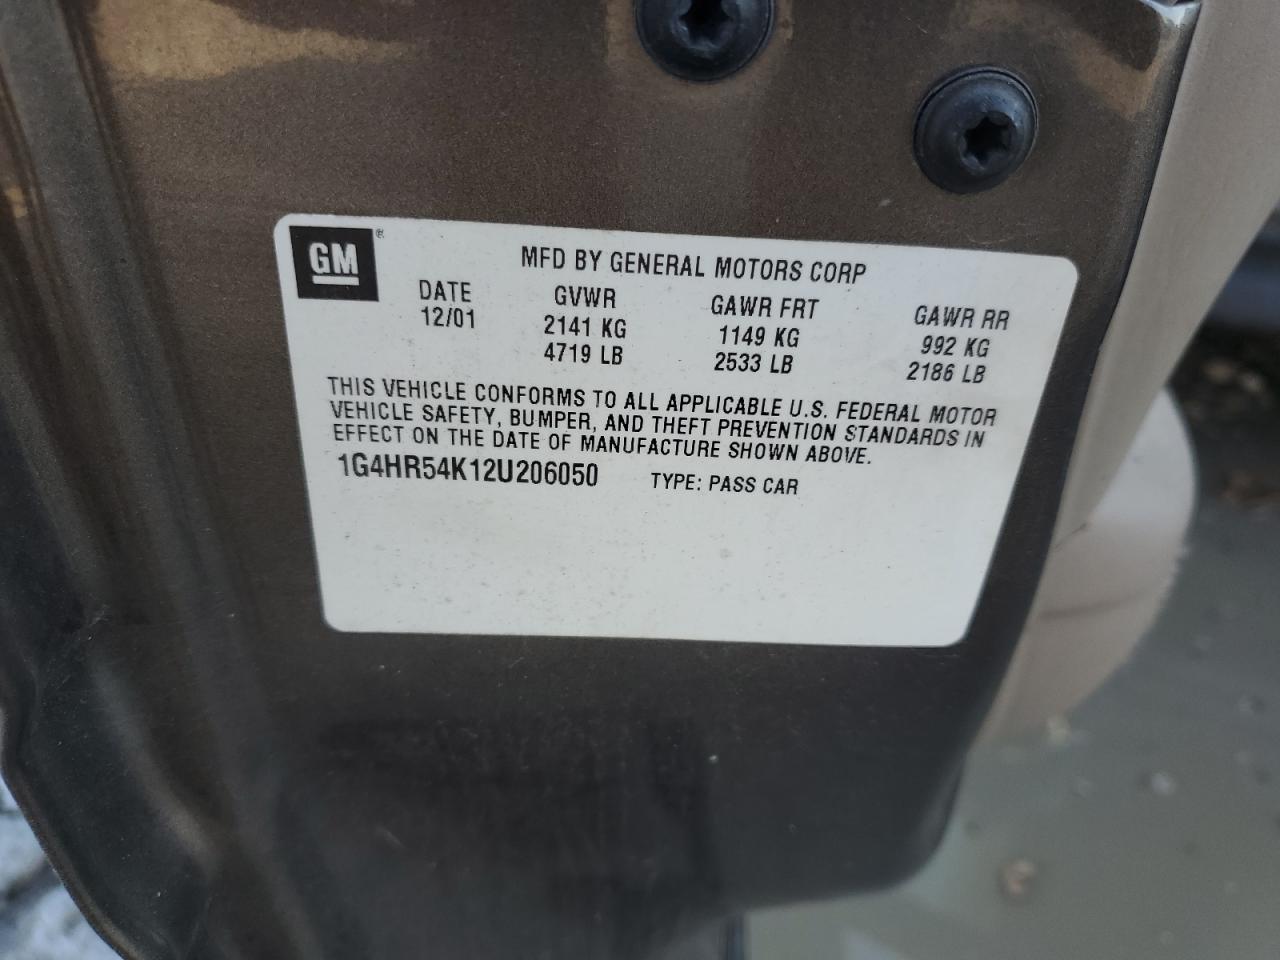 GM ®
MFD BY GENERAL MOTORS CORP
DATE GVWR GAWR FRT GAWR RR
12/01 2141 KG 1149 KG 992 KG
4719 LB 2533 LB 2186 LB
THIS VEHICLE CONFORMS TO ALL APPLICABLE U.S. FEDERAL MOTOR
VEHICLE SAFETY, BUMPER, AND THEFT PREVENTION STANDARDS IN
EFFECT ON THE DATE OF MANUFACTURE SHOWN ABOVE.
1G4HR54K12U206050 TYPE: PASS CAR